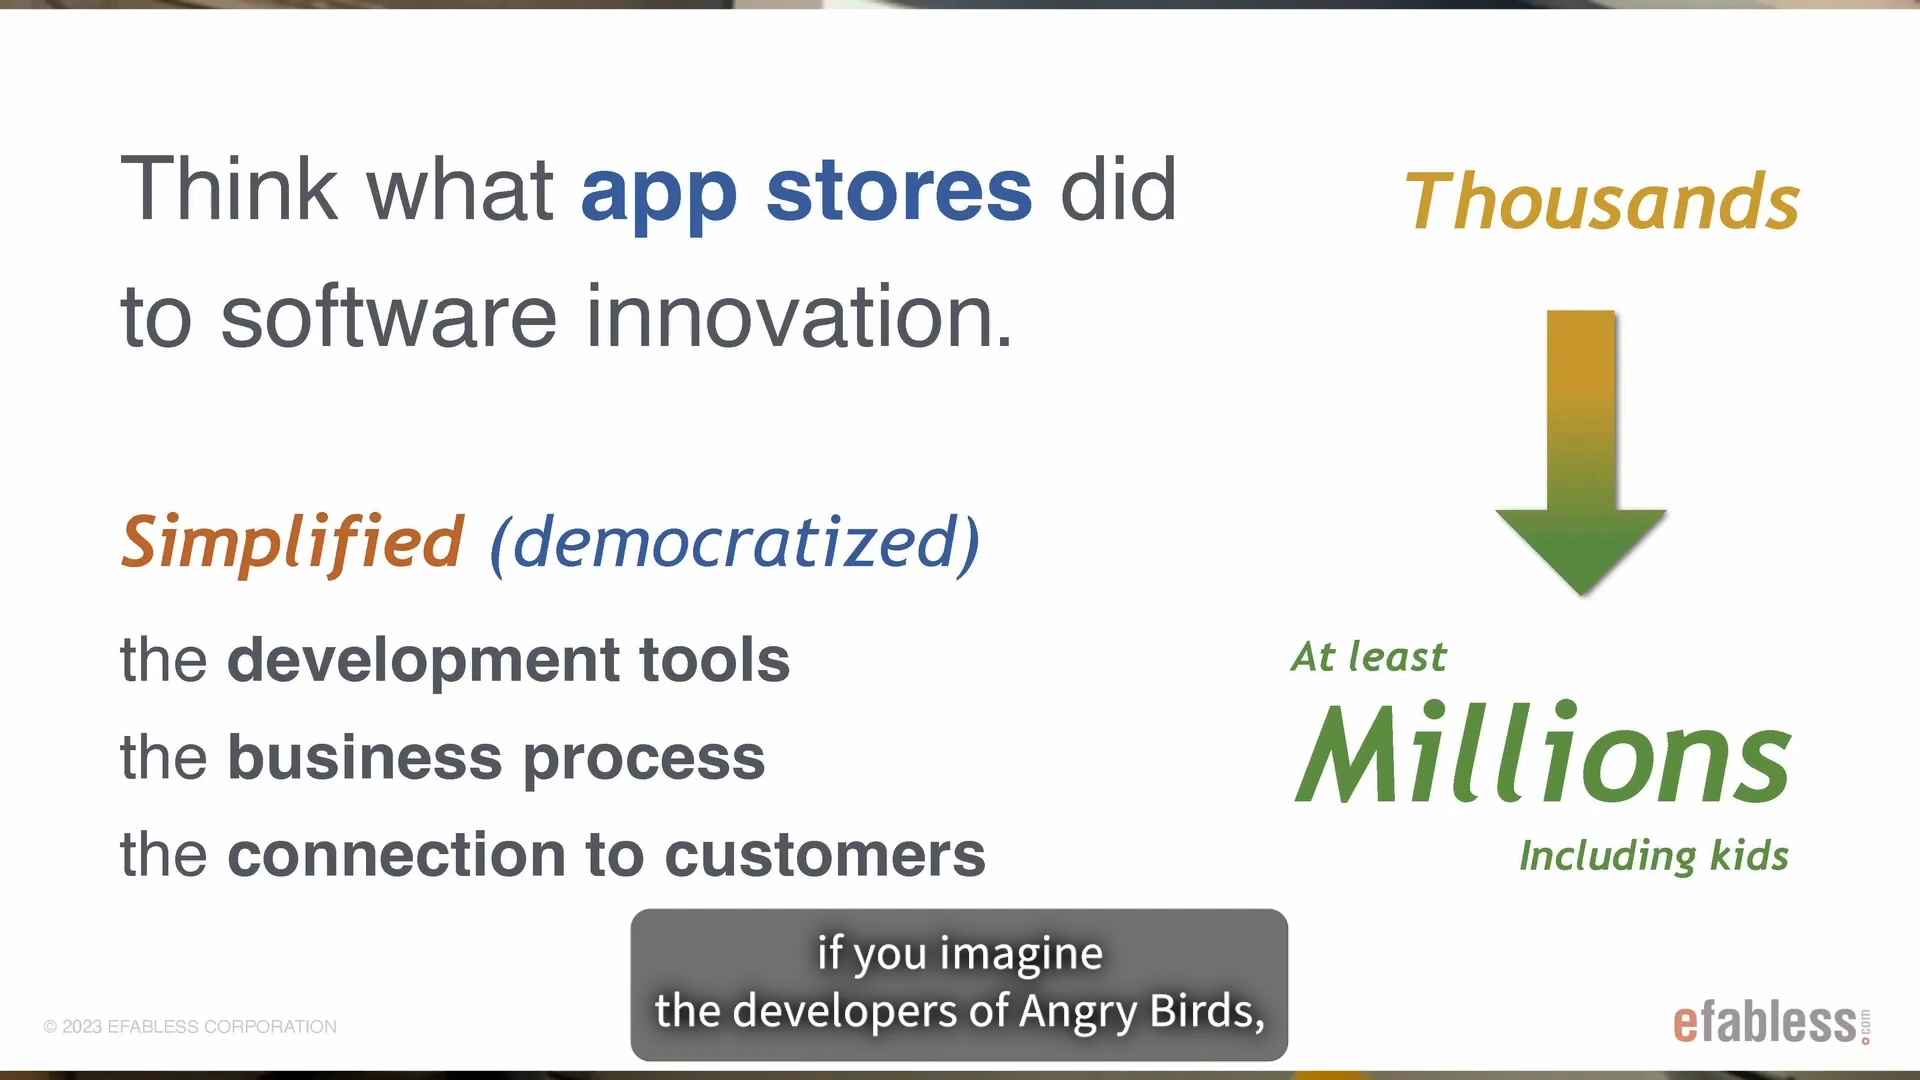 Think what app stores did
to software innovation.
Thousands
Simplified (democratized)
the development tools
the business process
the connection to customers
At least
Millions
Including kids
if you imagine
the developers of Angry Birds,
© 2023 EFABLESS CORPORATION
efabless.com